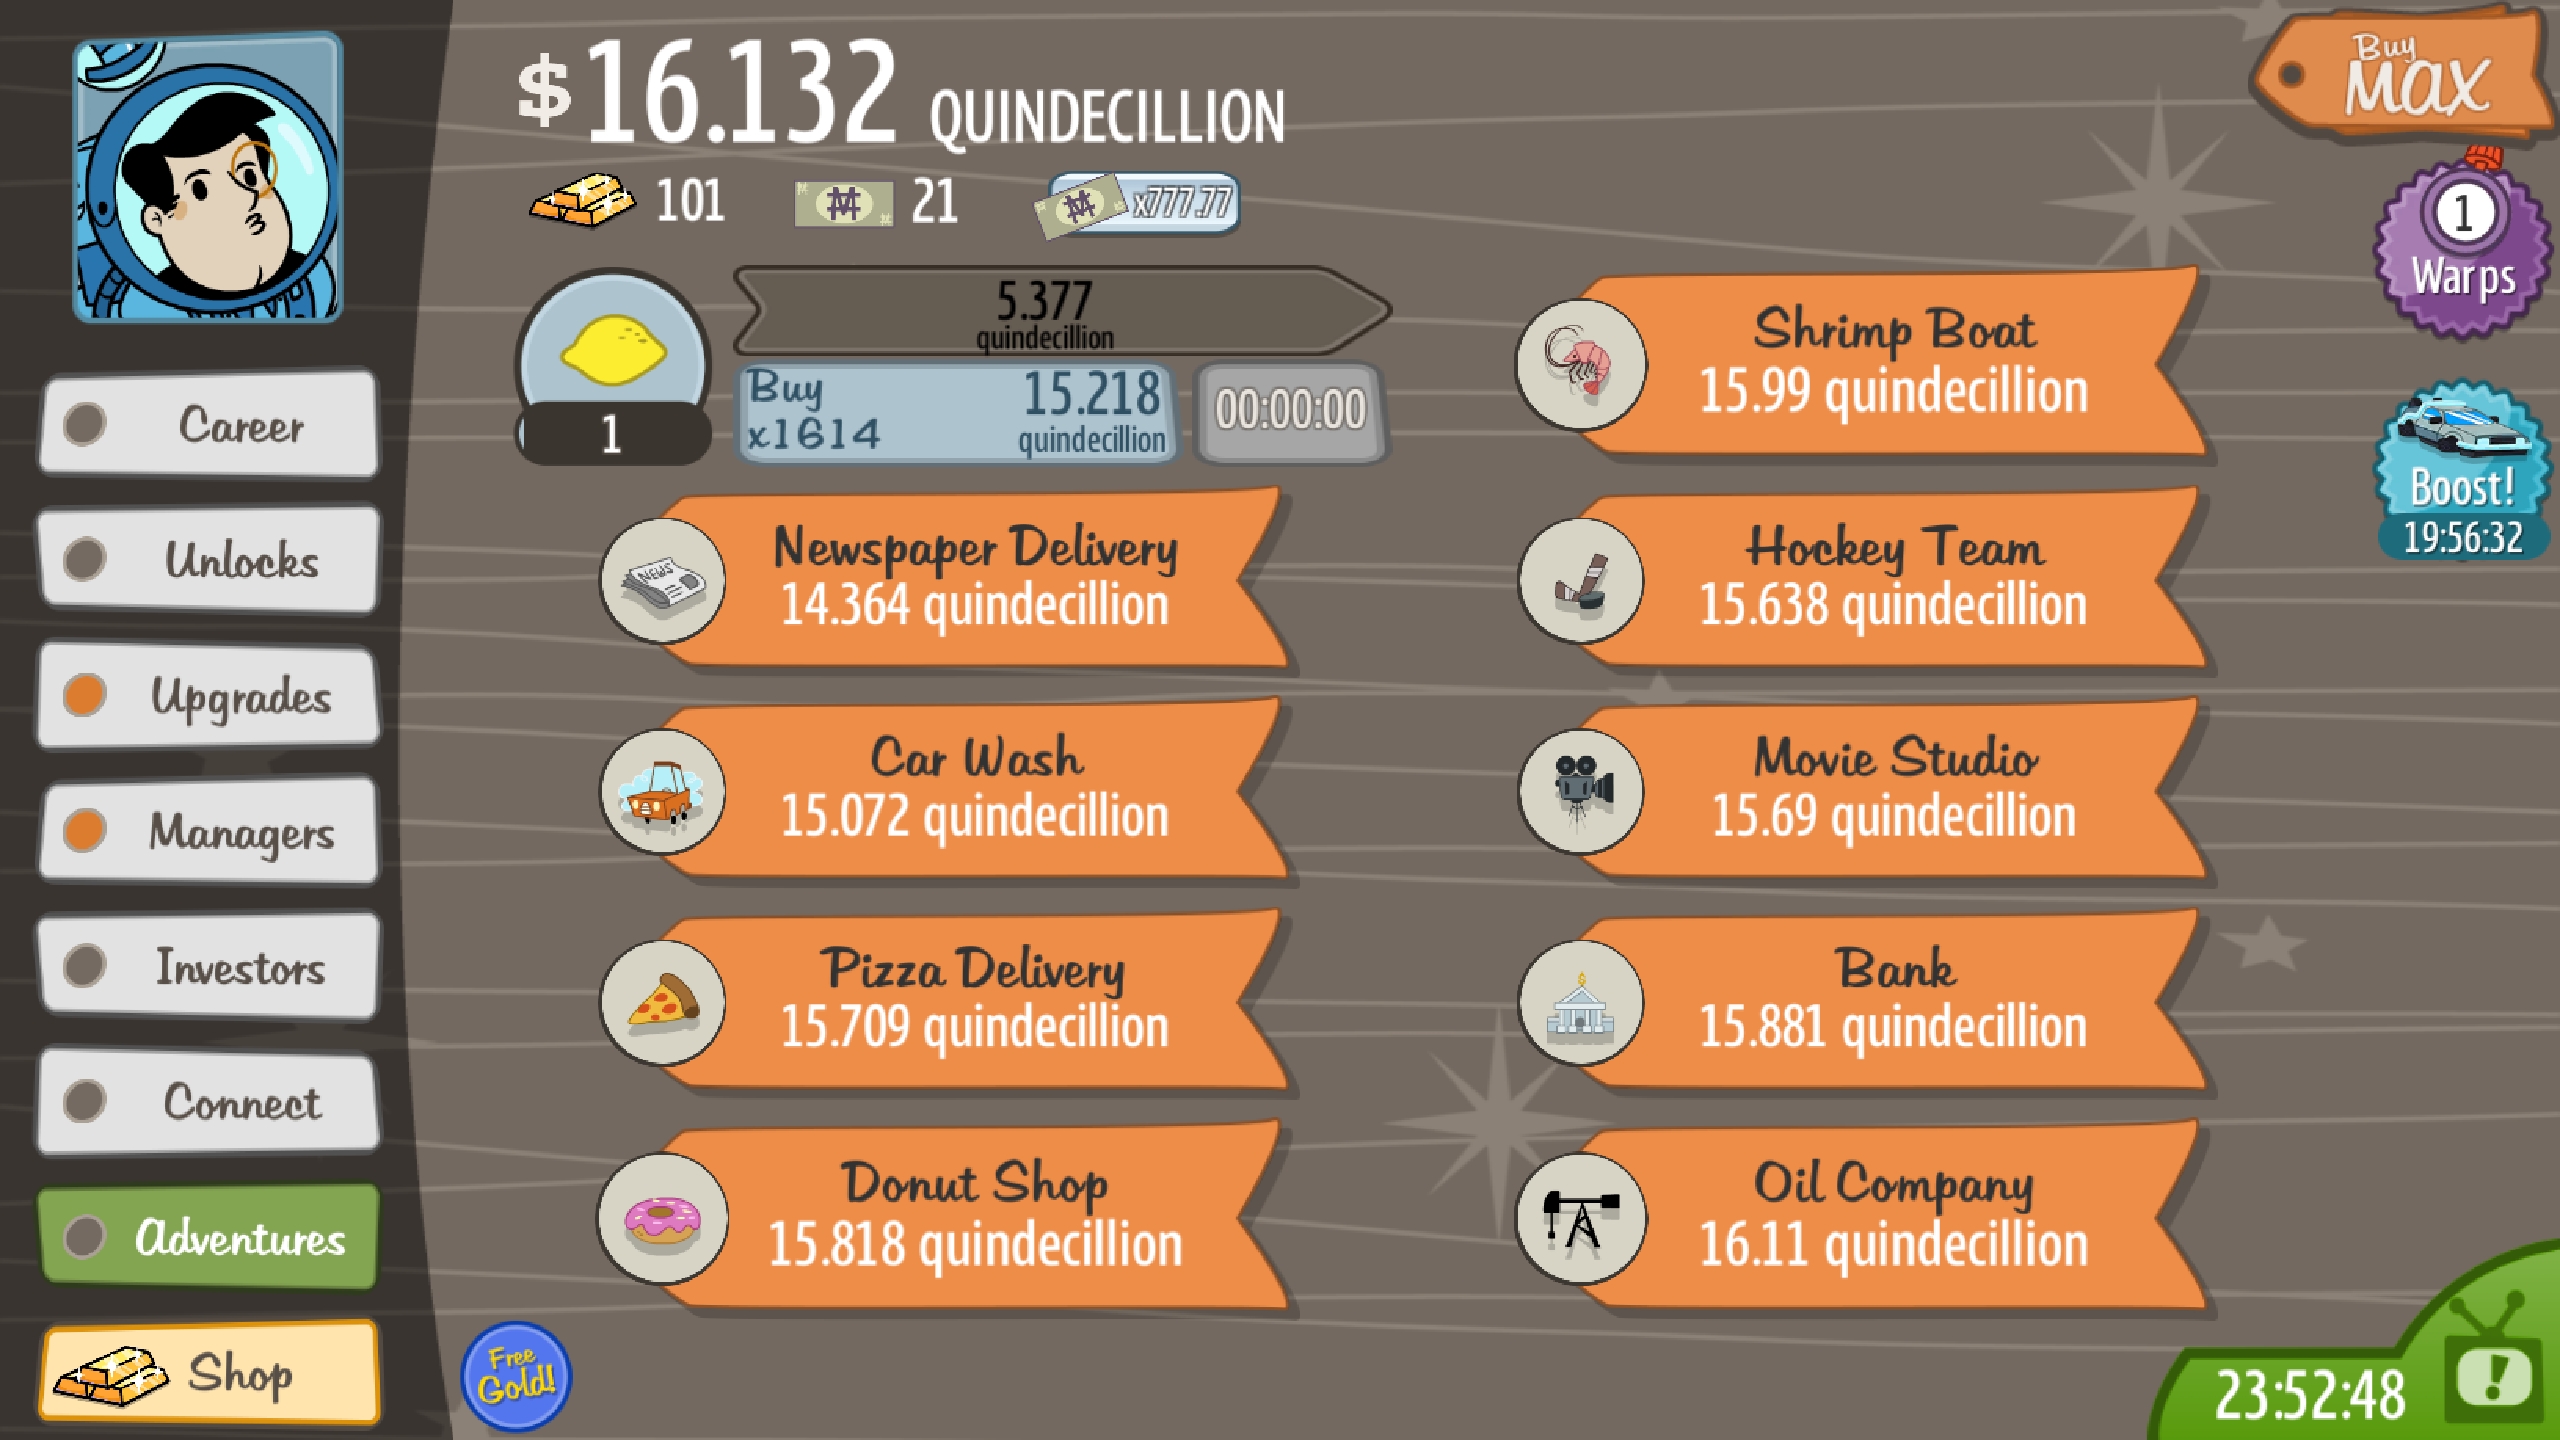 $16.132 QUINDECILLION
101
21
x777.77
Buy
MAX
1
Warps
Boost!
19:56:32
Career
Unlocks
Upgrades
Managers
Investors
Connect
Adventures
Shop
5.377
quindecillion
1
Buy
x1614
15.218
quindecillion
00:00:00
Newspaper Delivery
14.364 quindecillion
Car Wash
15.072 quindecillion
Pizza Delivery
15.709 quindecillion
Donut Shop
15.818 quindecillion
Shrimp Boat
15.99 quindecillion
Hockey Team
15.638 quindecillion
Movie Studio
15.69 quindecillion
Bank
15.881 quindecillion
Oil Company
16.11 quindecillion
NEWS
Free
Gold!
23:52:48
!